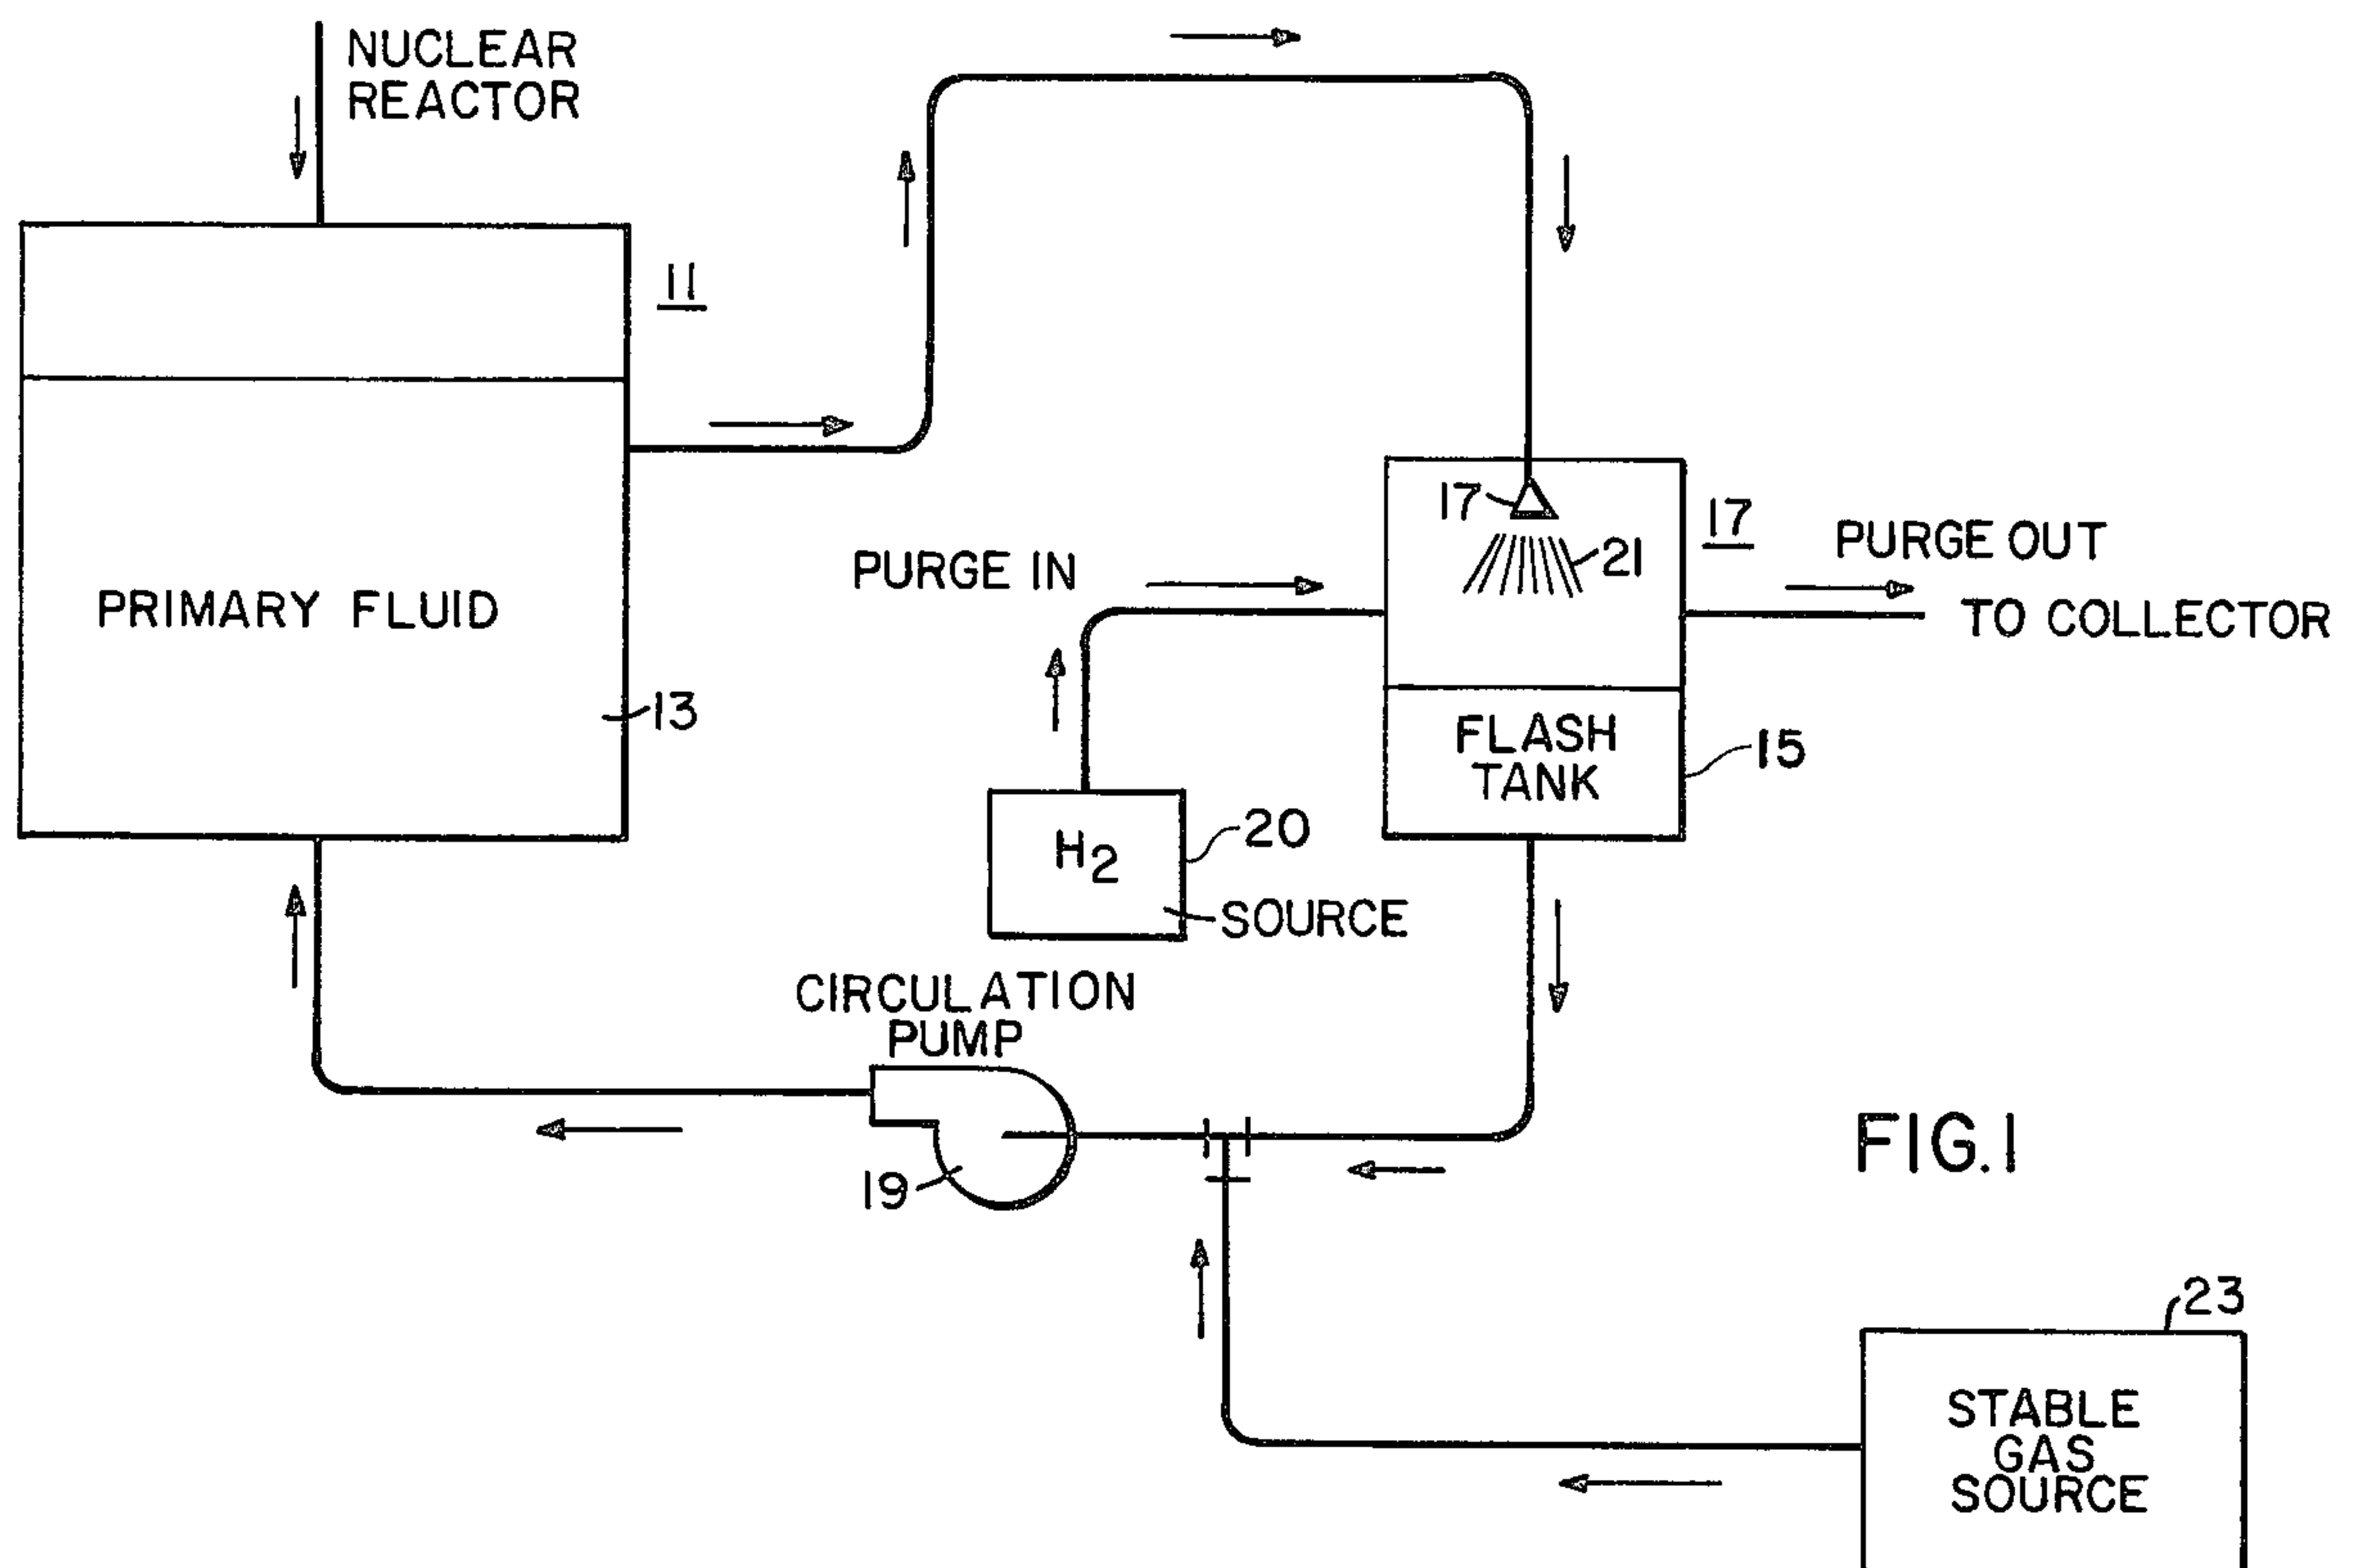 NUCLEAR
REACTOR
11
PRIMARY FLUID
13
PURGE IN
17
21
17
PURGE OUT
TO COLLECTOR
FLASH
TANK
15
H2
20
SOURCE
CIRCULATION
PUMP
19
FIG.1
23
STABLE
GAS
SOURCE